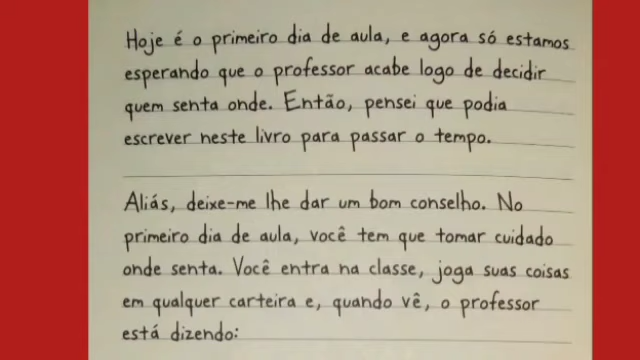 Hoje é o primeiro dia de aula, e agora só estamos
esperando que o professor acabe logo de decidir
quem senta onde. Então, pensei que podia
escrever neste livro para passar o tempo.
Aliás, deixe-me lhe dar um bom conselho. No
primeiro dia de aula, você tem que tomar cuidado
onde senta. Você entra na classe, joga suas coisas
em qualquer carteira e, quando vê, o professor
está dizendo: